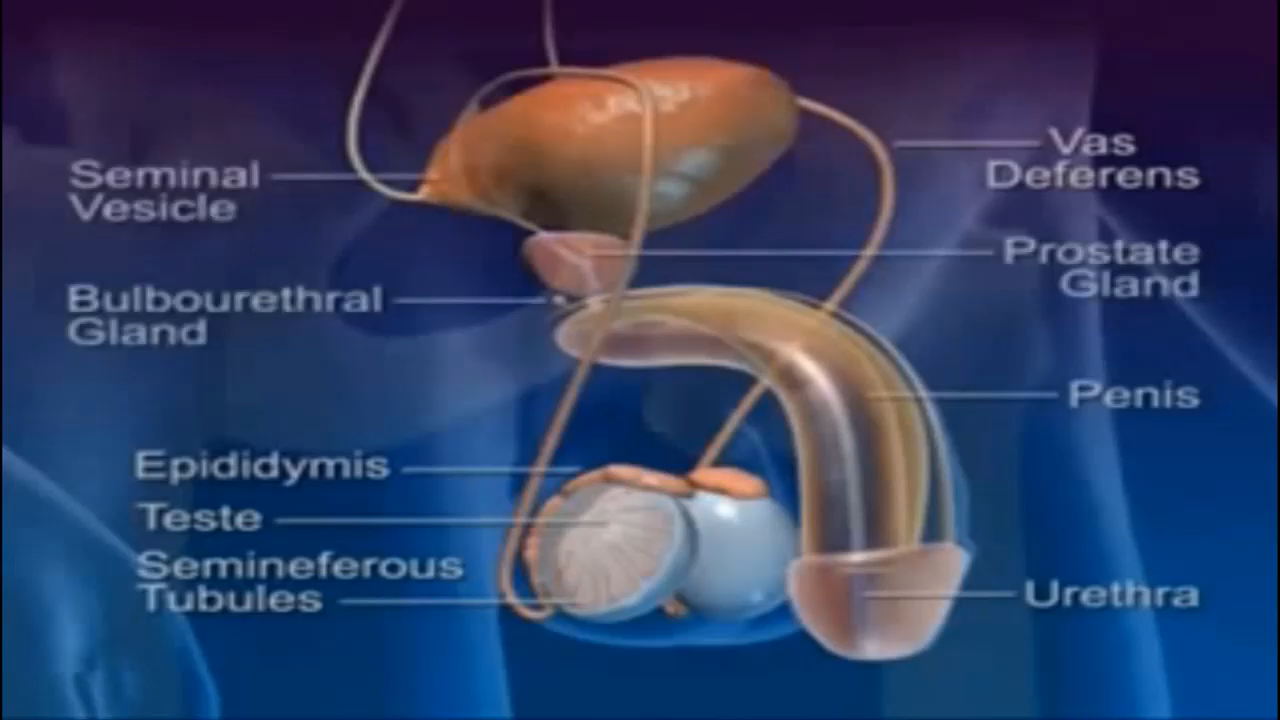 Seminal
Vesicle
Bulbourethral
Gland
Epididymis
Teste
Semineferous
Tubules
Vas
Deferens
Prostate
Gland
Penis
Urethra